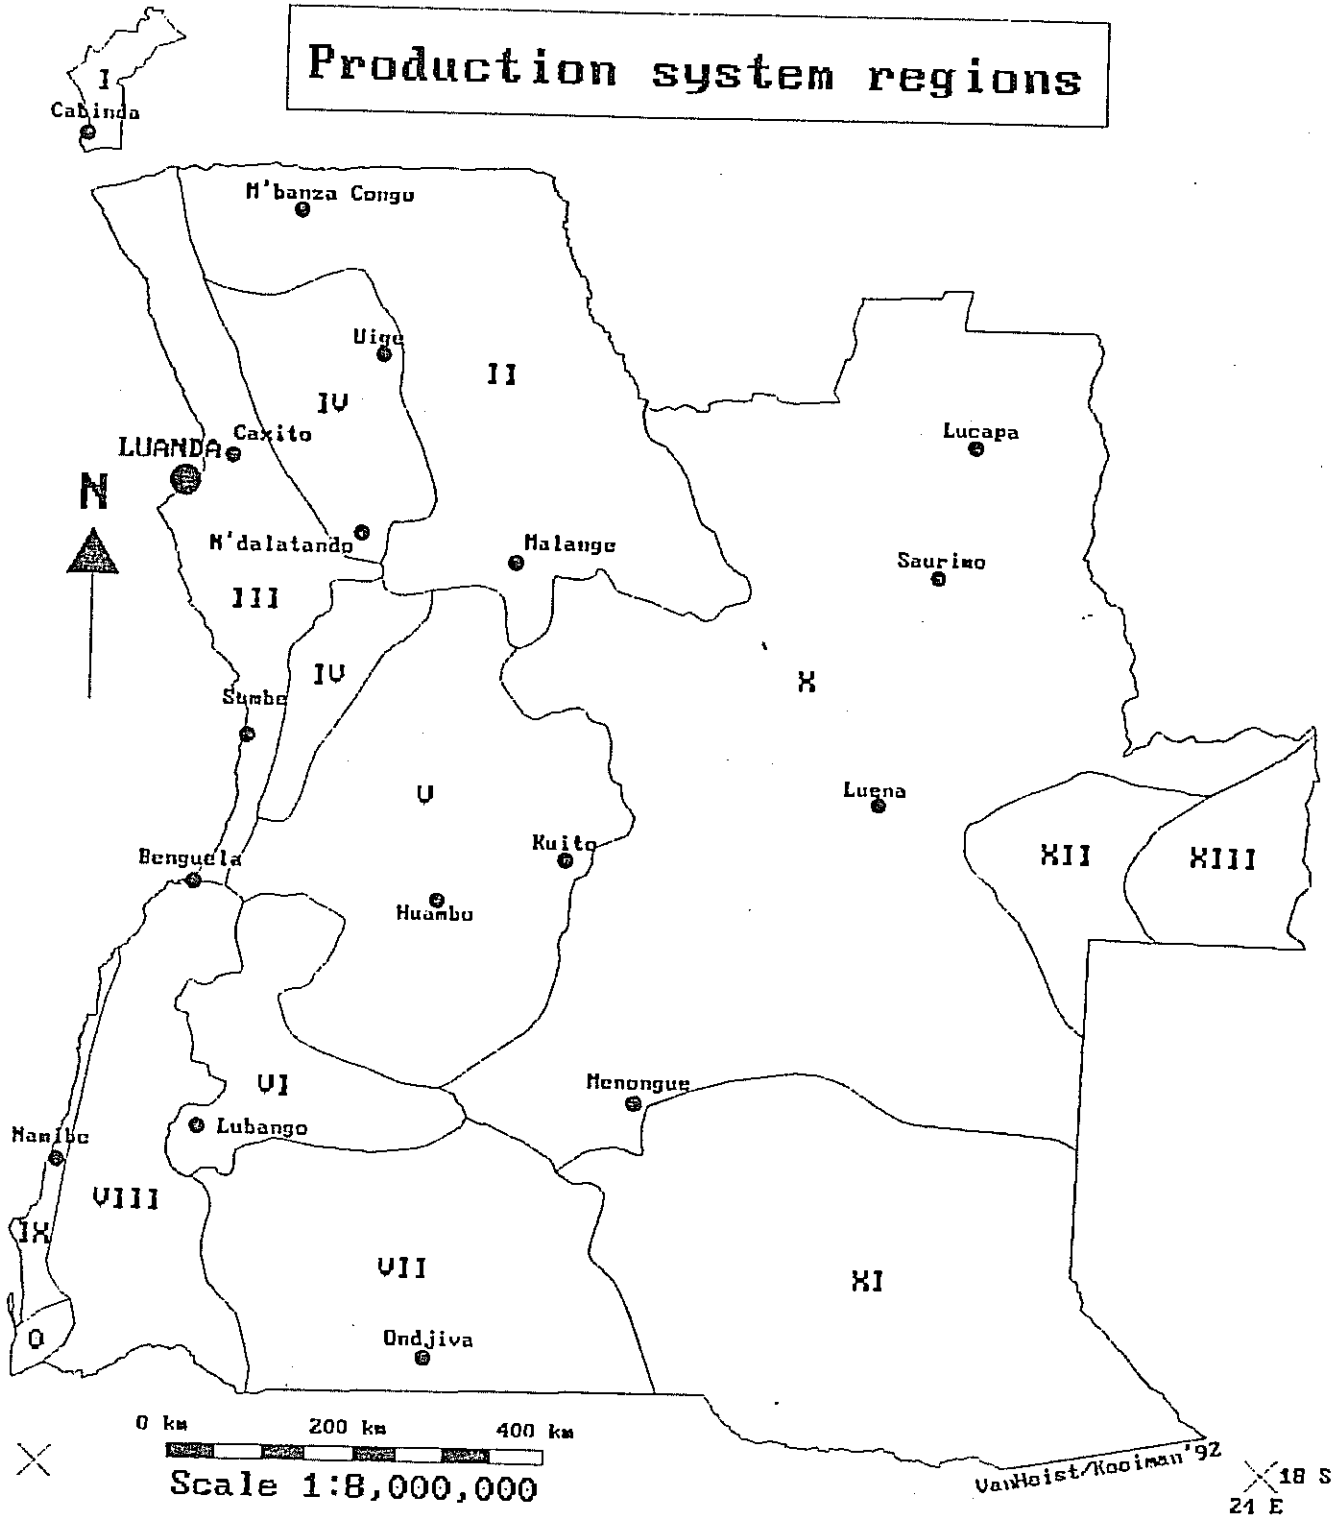 Production system regions
I
Cabinda
M'banza Congo
Uige
II
IV
Caxito
LUANDA
Lucapa
N
N'dalatando
Malange
Saurimo
III
IV
X
Sumbe
V
Luena
Benguela
Kuito
XII
XIII
Huambo
VI
Menongue
Lubango
Namibe
VIII
IX
VII
XI
O
Ondjiva
0 km 200 km 400 km
Scale 1:8,000,000
VanHoist/Kooiman'92
18 S
21 E